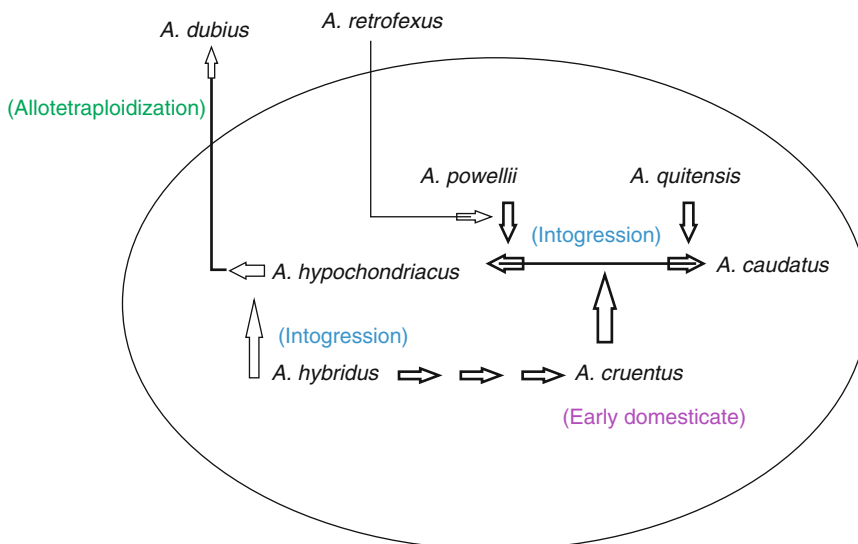 A. dubius
A. retrofexus
(Allotetraploidization)
A. powellii
A. quitensis
(Intogression)
A. hypochondriacus
A. caudatus
(Intogression)
A. hybridus
A. cruentus
(Early domesticate)